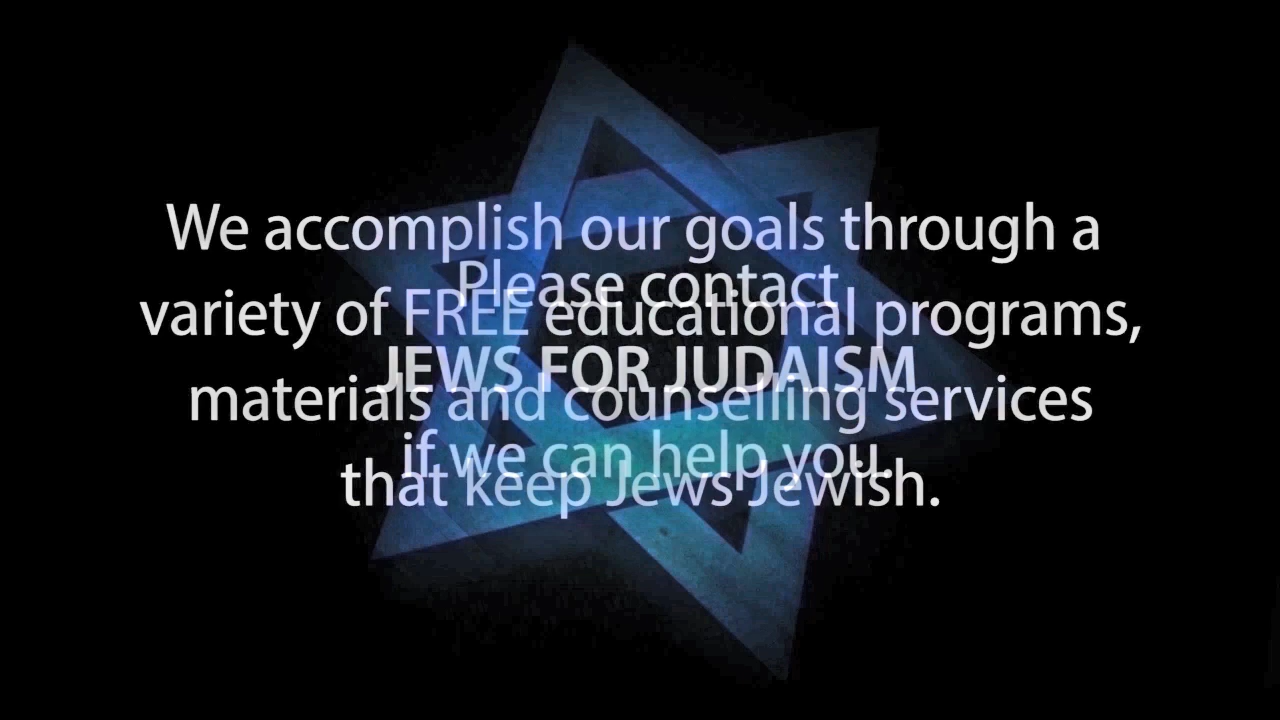 We accomplish our goals through a
variety of FREE educational programs,
materials and counselling services
that keep Jews Jewish.
Please contact
JEWS FOR JUDAISM
if we can help you.